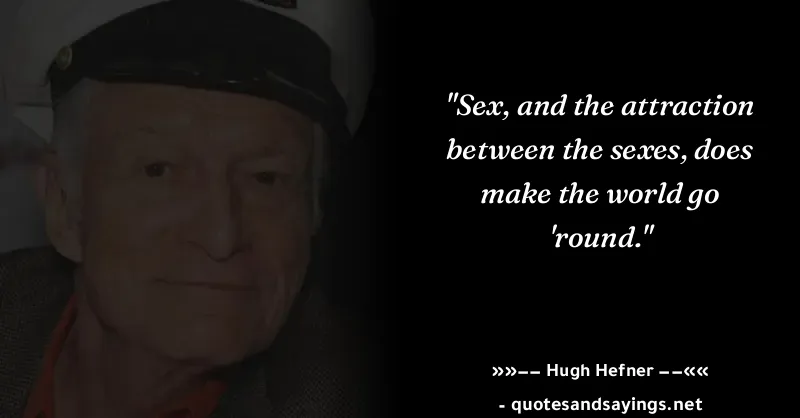 "Sex, and the attraction
between the sexes, does
make the world go
'round."
»»−− Hugh Hefner −−««
- quotesandsayings.net